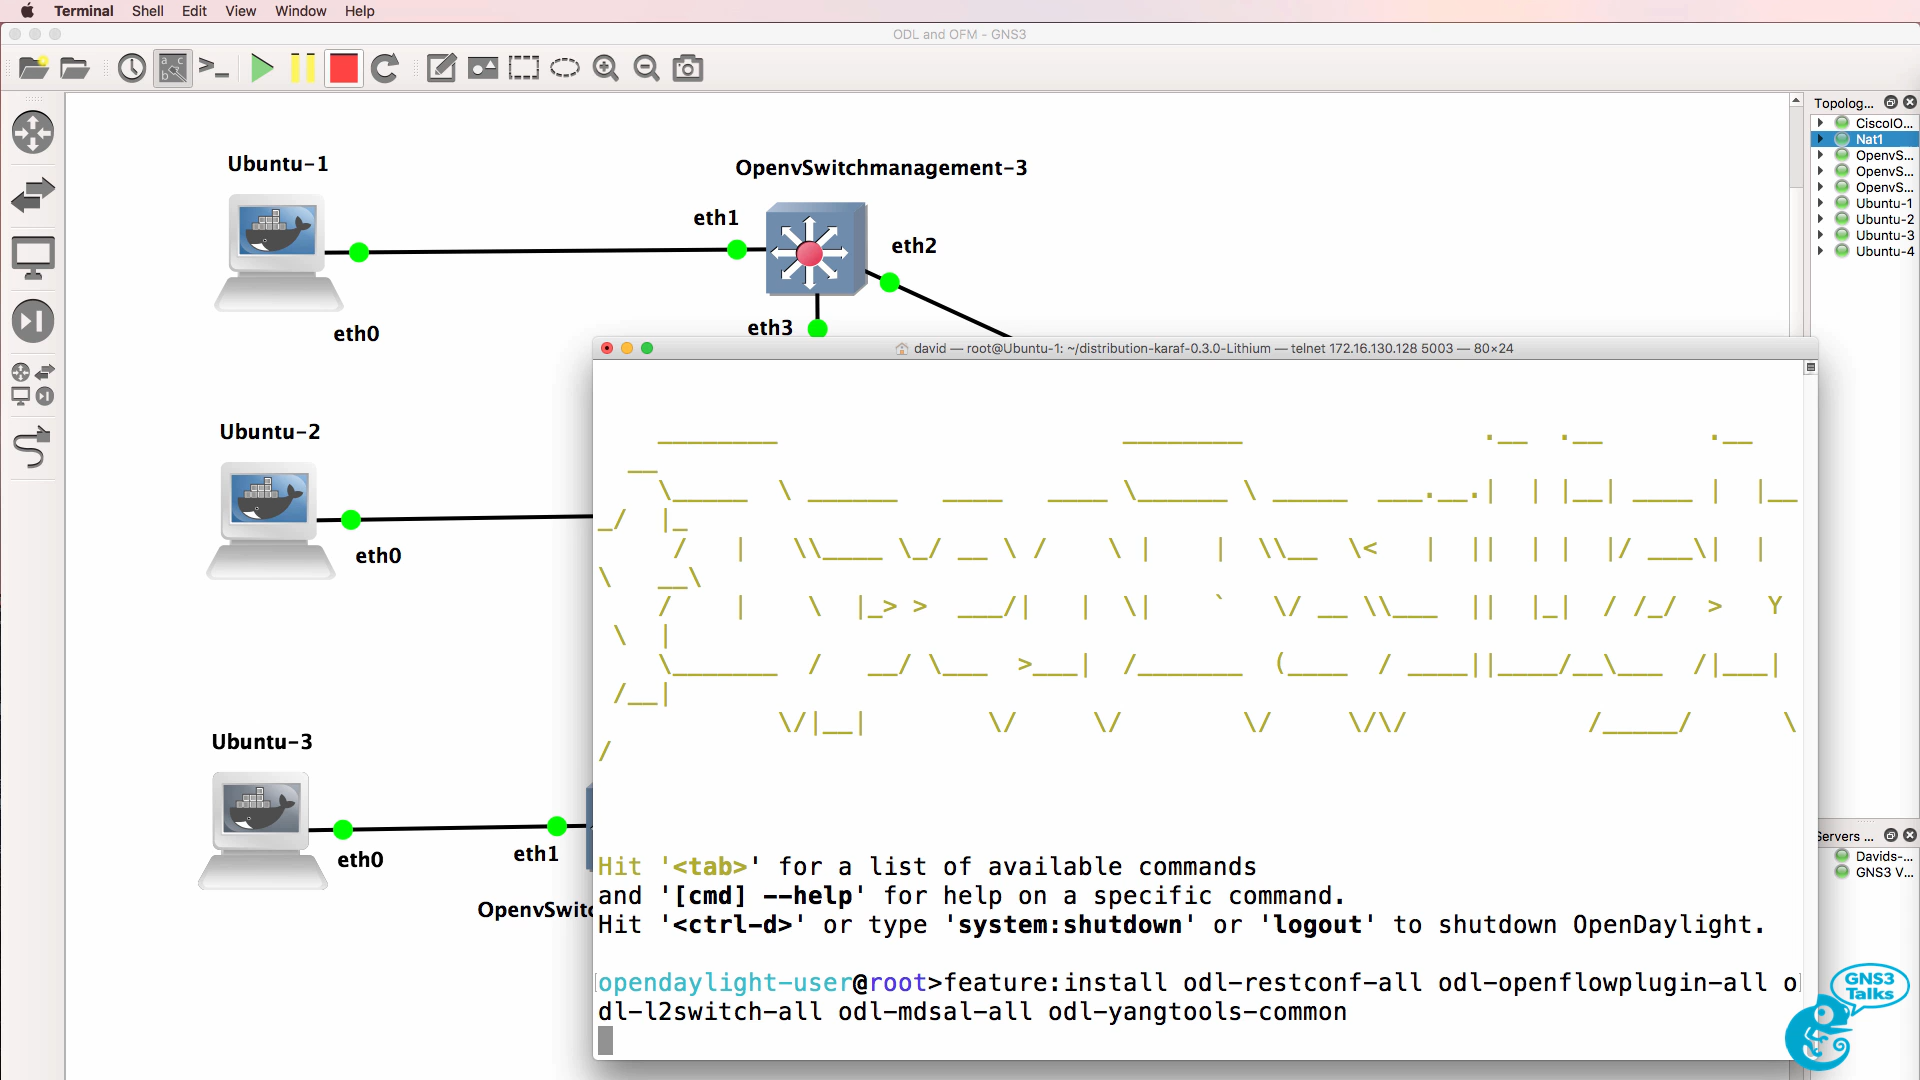 Terminal Shell Edit View Window Help
ODL and OFM - GNS3
Topolog...
CiscoIO...
Nat1
OpenvS...
OpenvS...
OpenvS...
Ubuntu-1
Ubuntu-2
Ubuntu-3
Ubuntu-4
Ubuntu-1
OpenvSwitchmanagement-3
eth1
eth2
eth3
eth0
Ubuntu-2
eth0
Ubuntu-3
eth0
eth1
OpenvSwitc
david — root@Ubuntu-1: ~/distribution-karaf-0.3.0-Lithium — telnet 172.16.130.128 5003 — 80×24
Hit '<tab>' for a list of available commands
and '[cmd] --help' for help on a specific command.
Hit '<ctrl-d>' or type 'system:shutdown' or 'logout' to shutdown OpenDaylight.
opendaylight-user@root>feature:install odl-restconf-all odl-openflowplugin-all o
dl-l2switch-all odl-mdsal-all odl-yangtools-common
Servers ...
Davids-...
GNS3 V...
GNS3
Talks